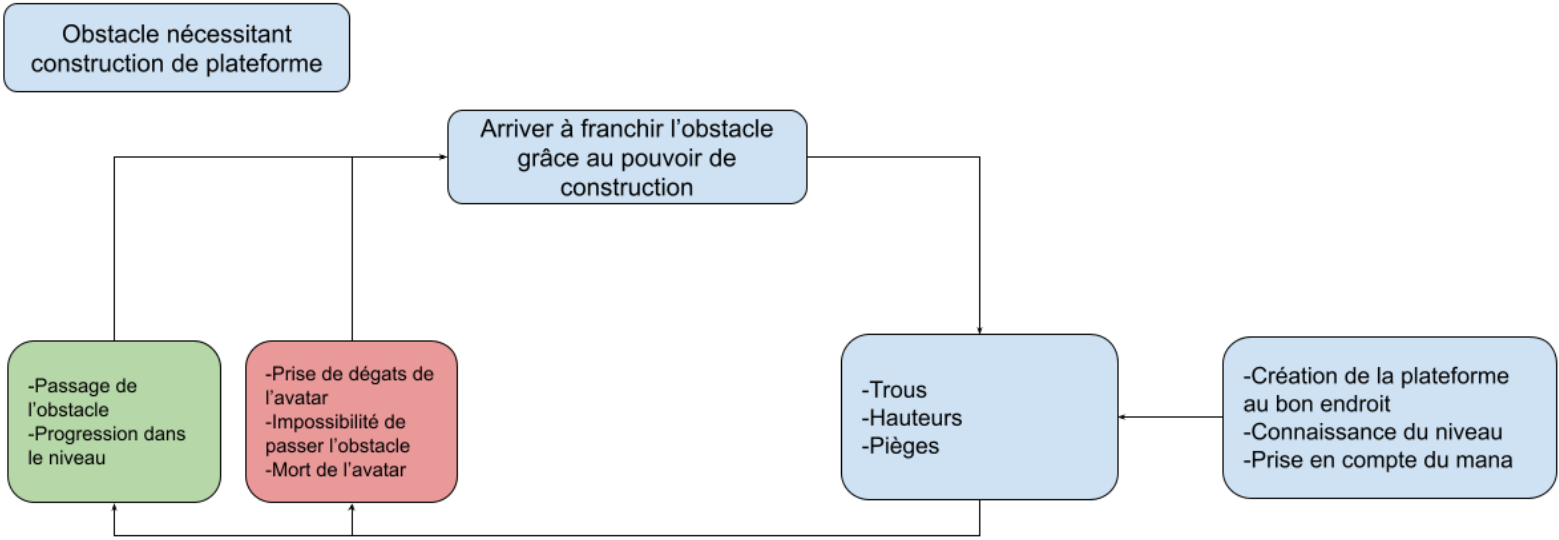 Obstacle nécessitant
construction de plateforme
Arriver à franchir l’obstacle
grâce au pouvoir de
construction
-Passage de
l’obstacle
-Progression dans
le niveau
-Prise de dégats de
l’avatar
-Impossibilité de
passer l’obstacle
-Mort de l’avatar
-Trous
-Hauteurs
-Pièges
-Création de la plateforme
au bon endroit
-Connaissance du niveau
-Prise en compte du mana